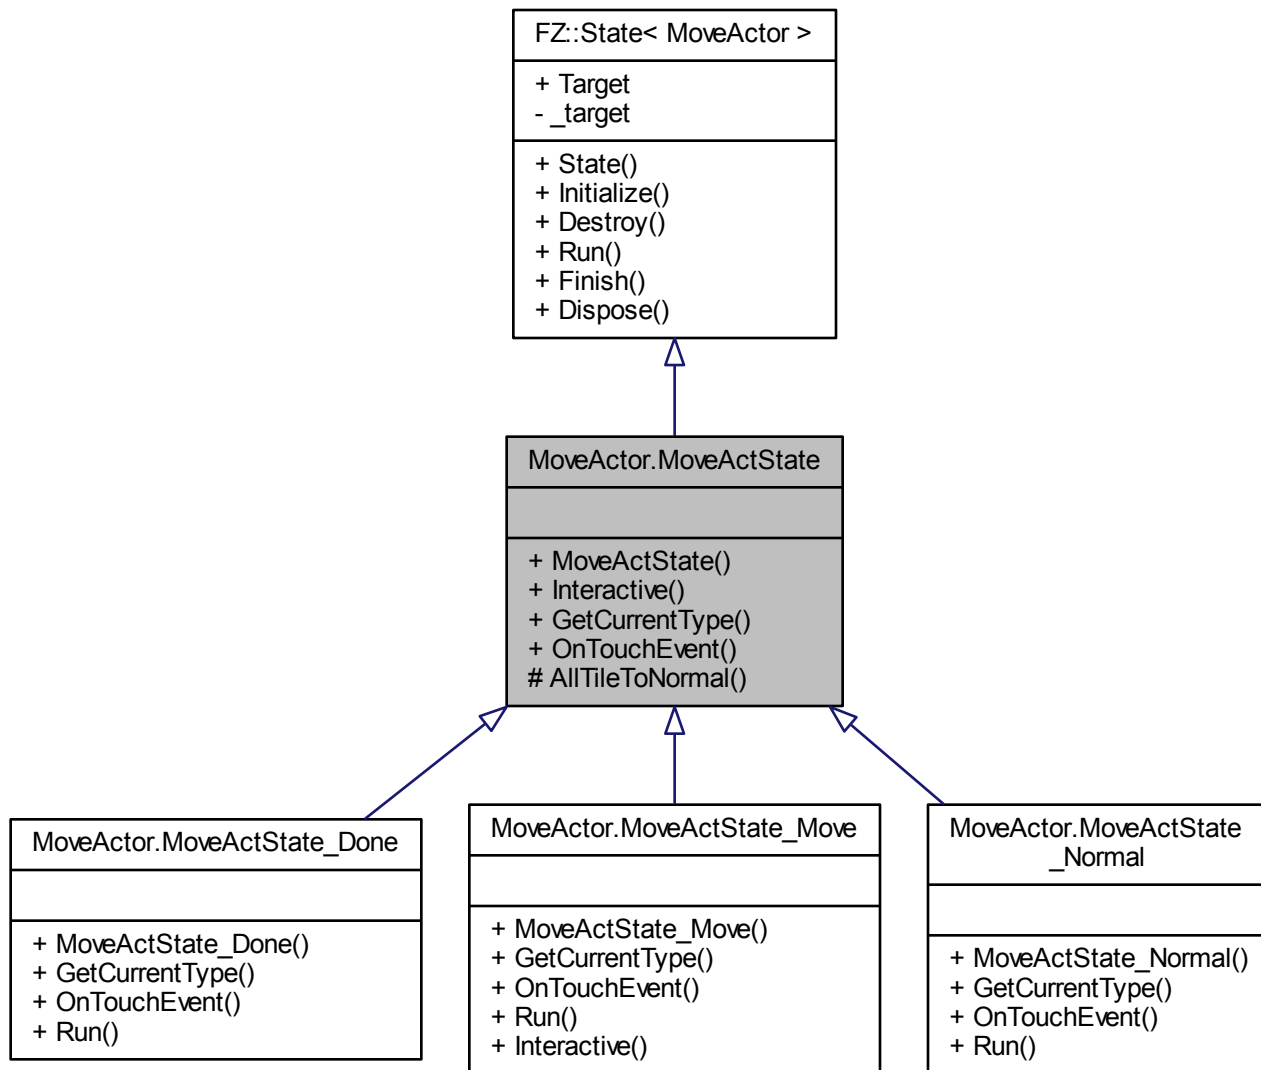 FZ::State< MoveActor >
+ Target
- _target
+ State()
+ Initialize()
+ Destroy()
+ Run()
+ Finish()
+ Dispose()
MoveActor.MoveActState
+ MoveActState()
+ Interactive()
+ GetCurrentType()
+ OnTouchEvent()
# AllTileToNormal()
MoveActor.MoveActState_Done
+ MoveActState_Done()
+ GetCurrentType()
+ OnTouchEvent()
+ Run()
MoveActor.MoveActState_Move
+ MoveActState_Move()
+ GetCurrentType()
+ OnTouchEvent()
+ Run()
+ Interactive()
MoveActor.MoveActState
_Normal
+ MoveActState_Normal()
+ GetCurrentType()
+ OnTouchEvent()
+ Run()